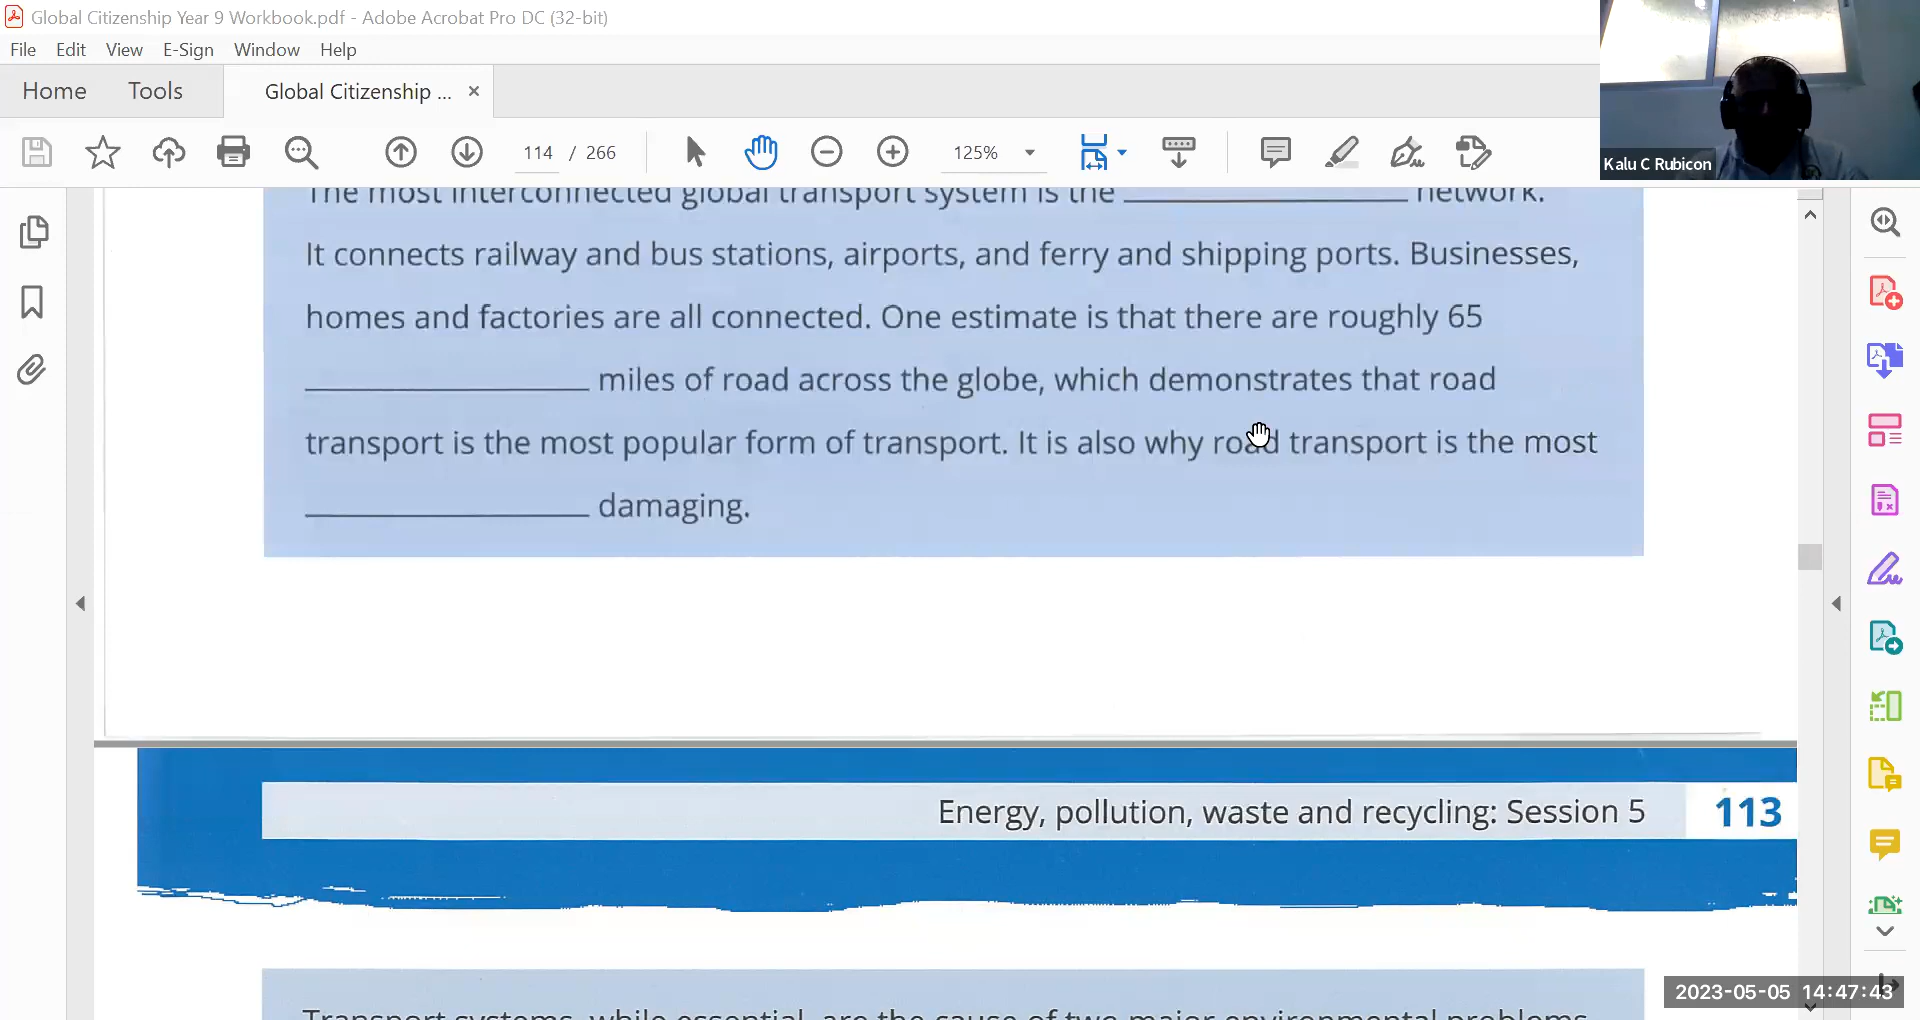 Global Citizenship Year 9 Workbook.pdf - Adobe Acrobat Pro DC (32-bit)
File Edit View E-Sign Window Help
Home Tools Global Citizenship ... ×
114 / 266 125%
Kalu C Rubicon
The most interconnected global transport system is the ____________ network.
It connects railway and bus stations, airports, and ferry and shipping ports. Businesses,
homes and factories are all connected. One estimate is that there are roughly 65
____________ miles of road across the globe, which demonstrates that road
transport is the most popular form of transport. It is also why road transport is the most
____________ damaging.
Energy, pollution, waste and recycling: Session 5 113
Transport systems, while essential, are the cause of two major environmental problems
2023-05-05 14:47:43